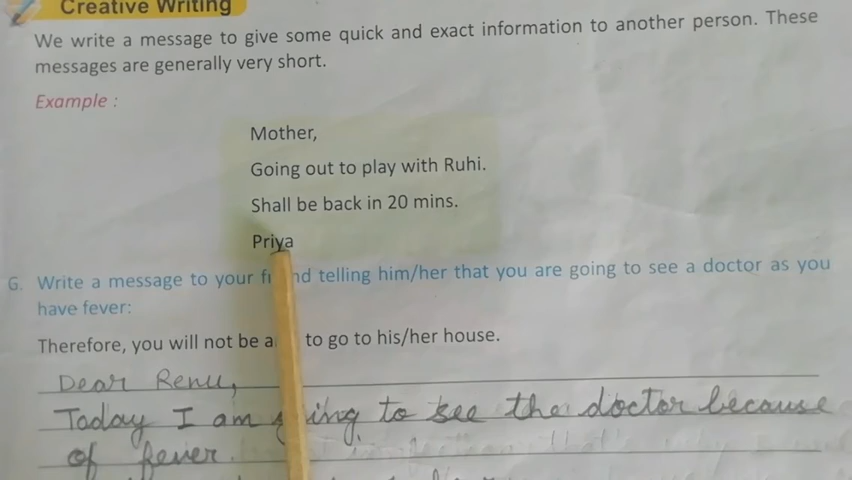 Creative Writing
We write a message to give some quick and exact information to another person. These
messages are generally very short.
Example :
Mother,
Going out to play with Ruhi.
Shall be back in 20 mins.
Priya
G. Write a message to your telling him/her that you are going to see a doctor as you
have fever:
Therefore, you will not be to go to his/her house.
Dear Renu,
Today I am going to see the doctor because
of fever.